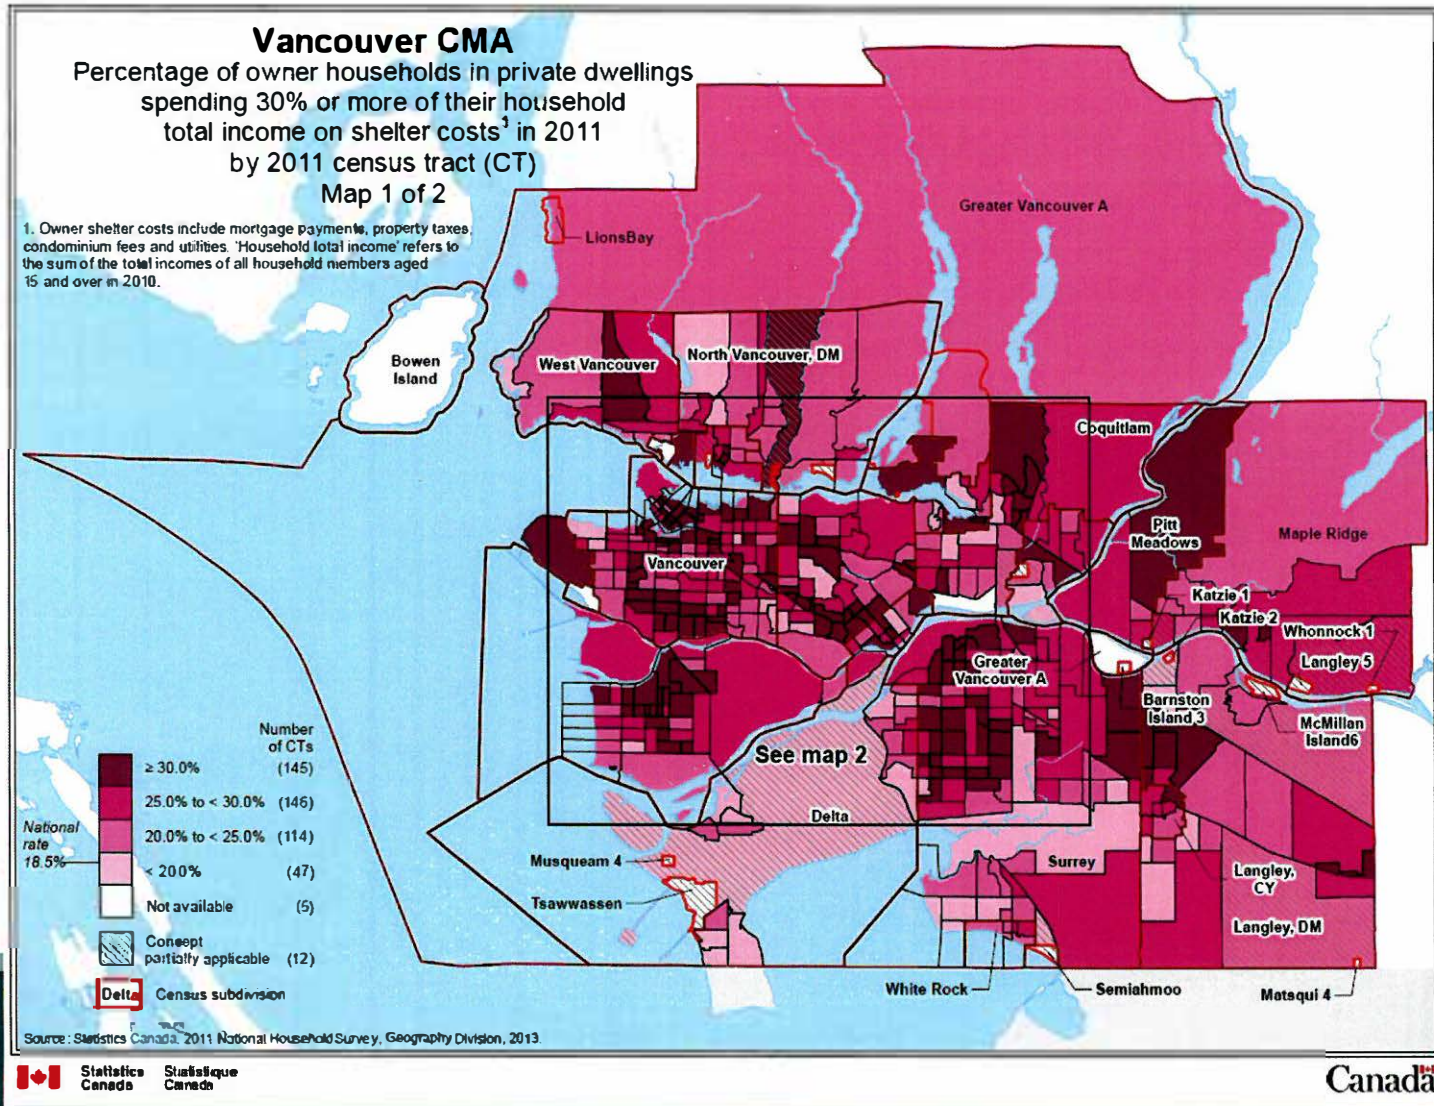 Vancouver CMA
Percentage of owner households in private dwellings
spending 30% or more of their household
total income on shelter costs¹ in 2011
by 2011 census tract (CT)
Map 1 of 2
1. Owner shelter costs include mortgage payments, property taxes,
condominium fees and utilities. 'Household total income' refers to
the sum of the total incomes of all household members aged
15 and over in 2010.
Greater Vancouver A
LionsBay
Bowen
Island
West Vancouver
North Vancouver, DM
Coquitlam
Pitt
Meadows
Maple Ridge
Vancouver
Katzie 1
Katzie 2
Whonnock 1
Langley 5
Greater
Vancouver A
Barnston
Island 3
McMillan
Island6
See map 2
Delta
Musqueam 4
Tsawwassen
Surrey
Langley,
CY
Langley, DM
White Rock
Semiahmoo
Matsqui 4
Number
of CTs
≥ 30.0% (145)
25.0% to < 30.0% (146)
20.0% to < 25.0% (114)
National
rate
18.5%
< 20.0% (47)
Not available (5)
Concept
partially applicable (12)
Delta Census subdivision
Source: Statistics Canada, 2011 National Household Survey, Geography Division, 2013.
Statistics Statistique
Canada Canada
Canada